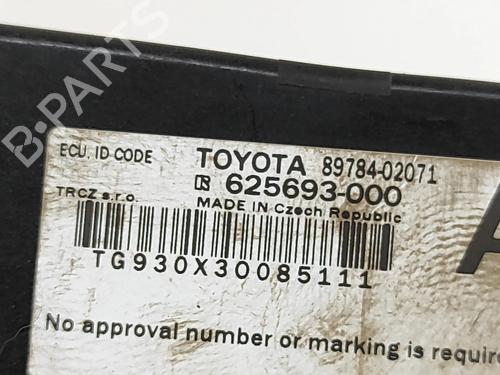 B-PARTS
ECU. ID CODE TOYOTA 89784-02071
625693-000
TRCZ s.r.o. MADE IN Czech Republic
TG930X30085111
No approval number or marking is require